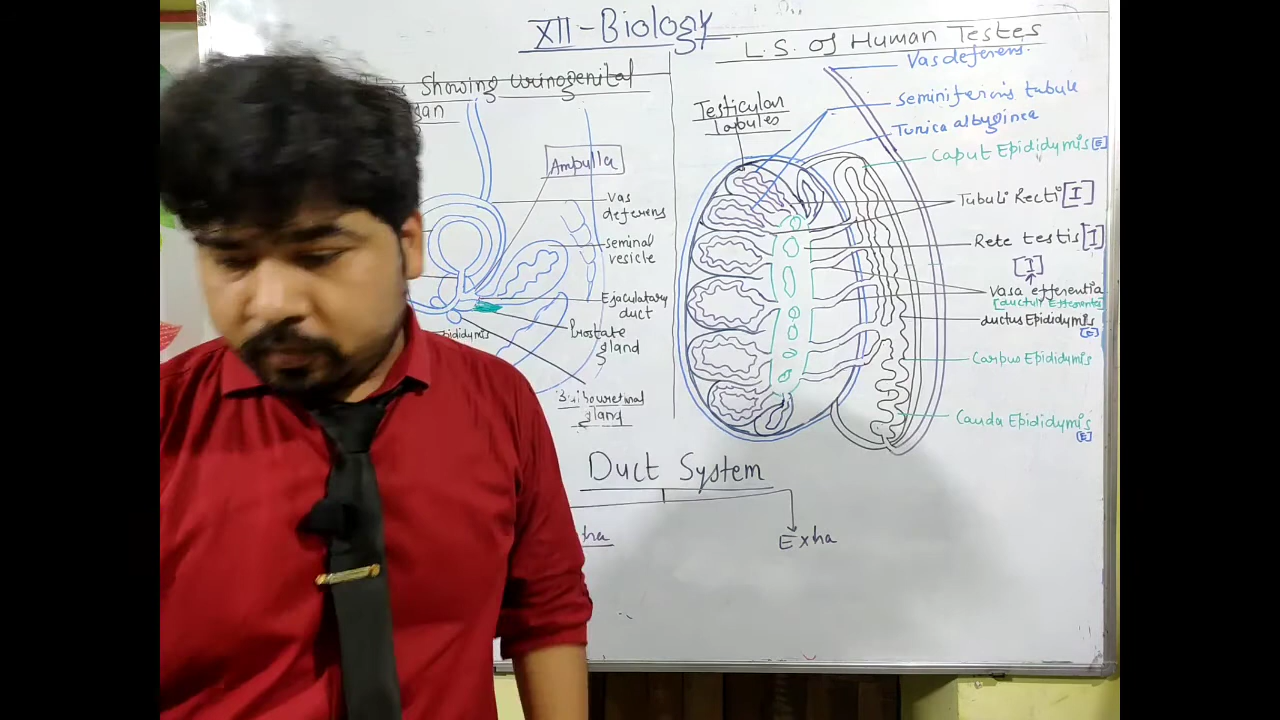 XII-Biology
L.S. Of Human Testes
Showing Urinogenital
Ampulla
Vas
deferens
Seminal
vesicle
Ejaculatory
duct
Prostate
gland
Bulbourethral
gland
Testicular
Lobules
Vas deferens.
Seminiferous tubule
Tunica albuginea
Caput Epididymis [E]
Tubuli Recti [I]
Rete testis [I]
[I]
Vasa efferentia
ductus Epididymis
Corpus Epididymis
Cauda Epididymis
[E]
Duct System
Extra